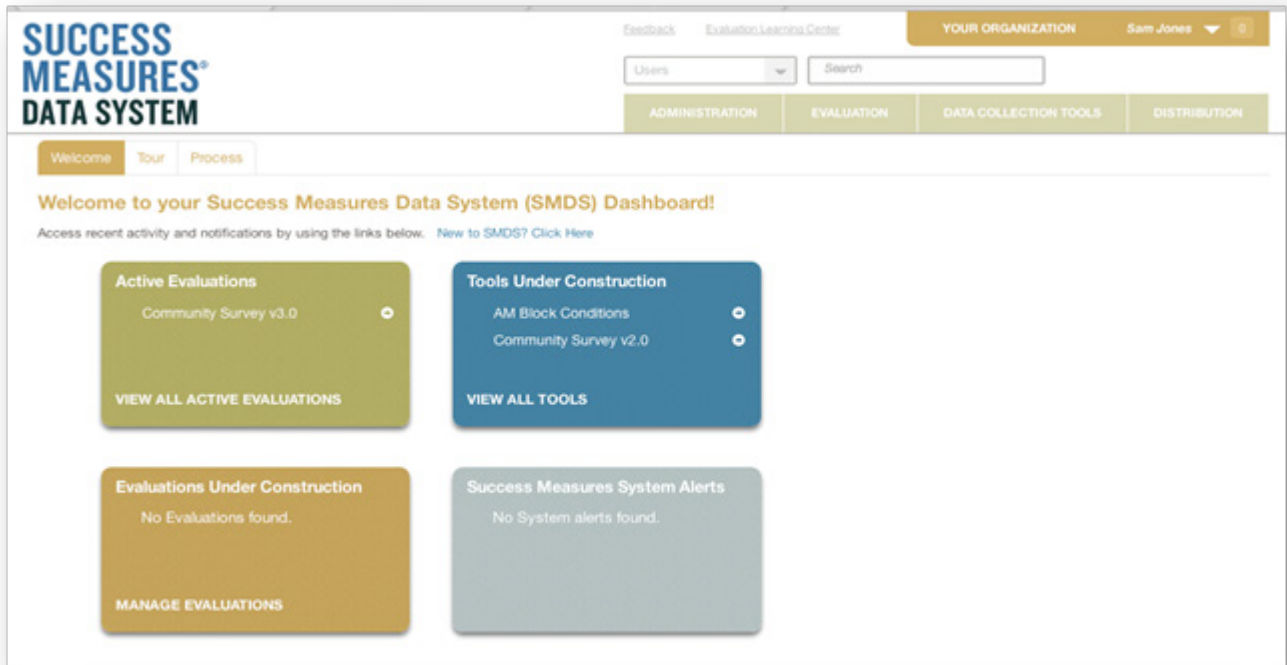 SUCCESS
MEASURES®
DATA SYSTEM
Feedback Evaluation Learning Center
YOUR ORGANIZATION Sam Jones 0
Users Search
ADMINISTRATION EVALUATION DATA COLLECTION TOOLS DISTRIBUTION
Welcome Tour Process
Welcome to your Success Measures Data System (SMDS) Dashboard!
Access recent activity and notifications by using the links below. New to SMDS? Click Here
Active Evaluations
Community Survey v3.0
VIEW ALL ACTIVE EVALUATIONS
Tools Under Construction
AM Block Conditions
Community Survey v2.0
VIEW ALL TOOLS
Evaluations Under Construction
No Evaluations found.
MANAGE EVALUATIONS
Success Measures System Alerts
No System alerts found.